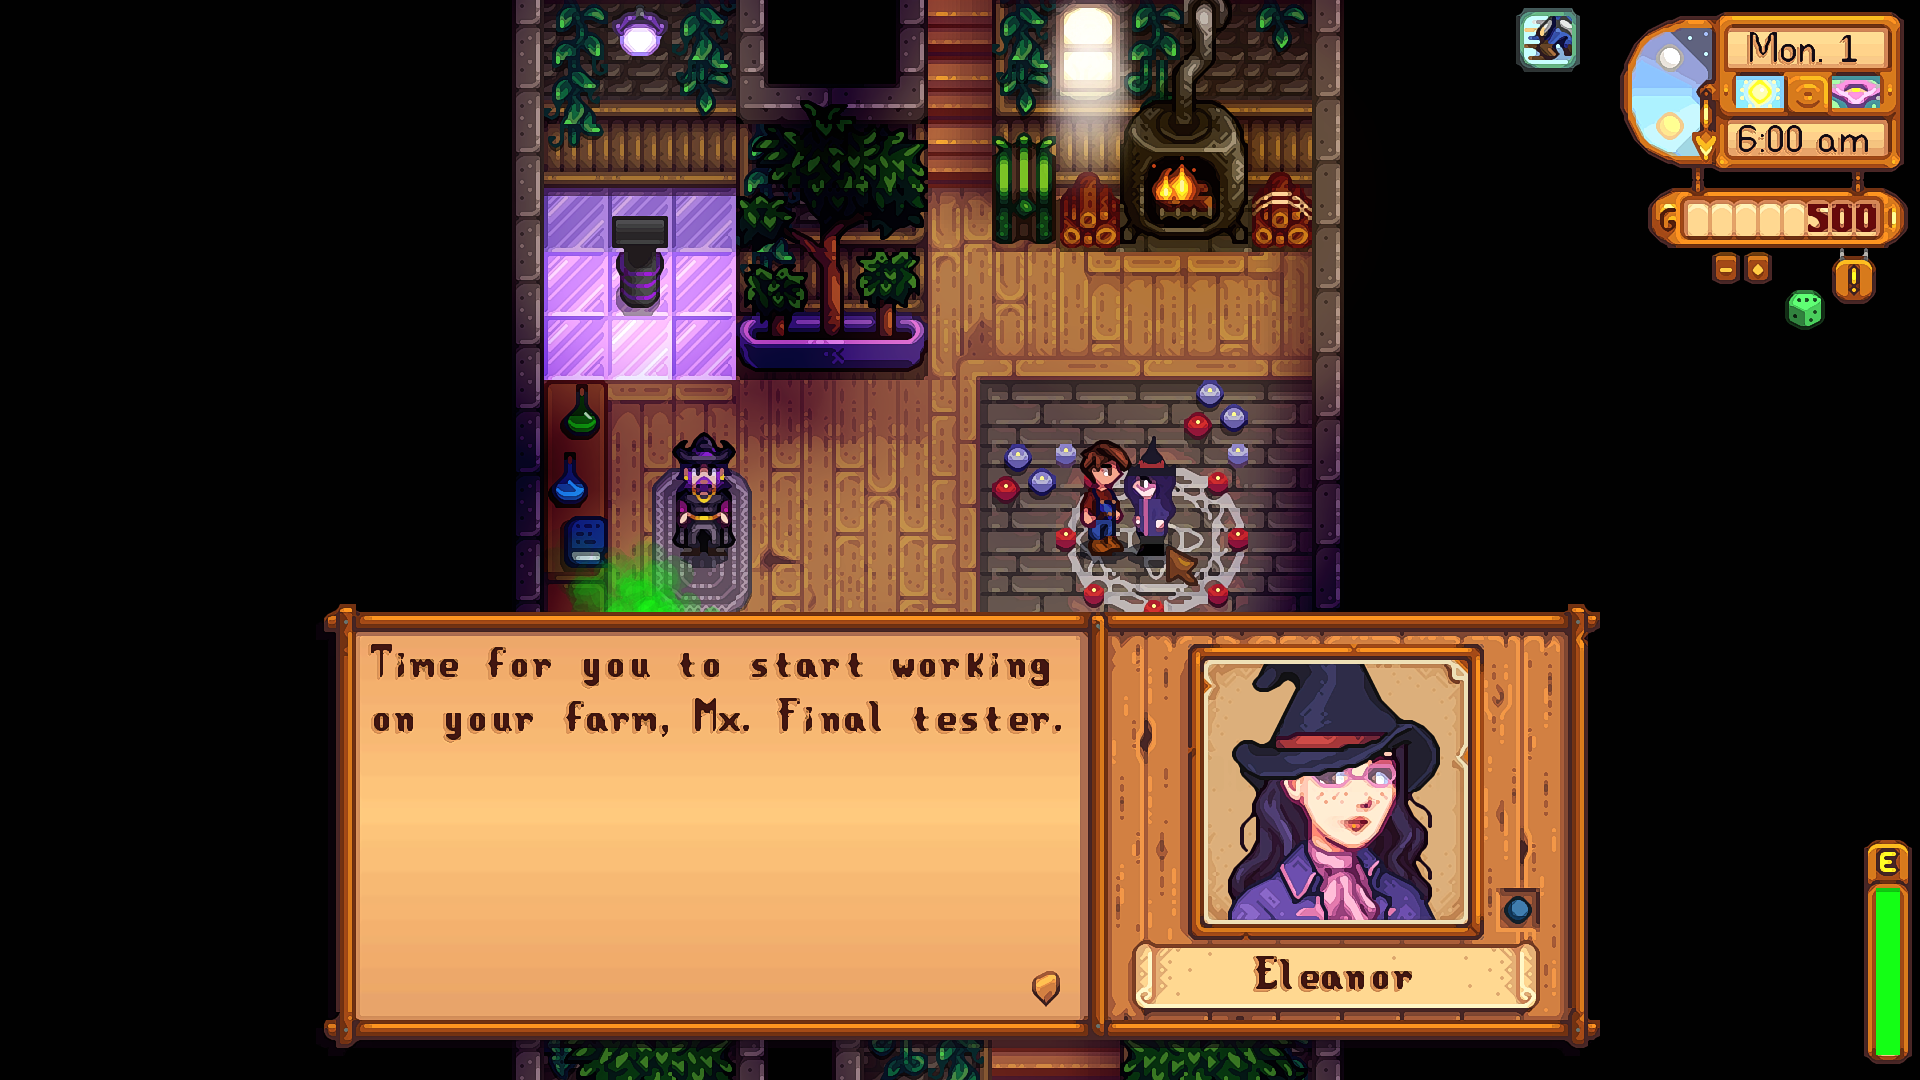 Mon. 1
6:00 am
500
Time for you to start working
on your farm, Mx. Final tester.
Eleanor
E